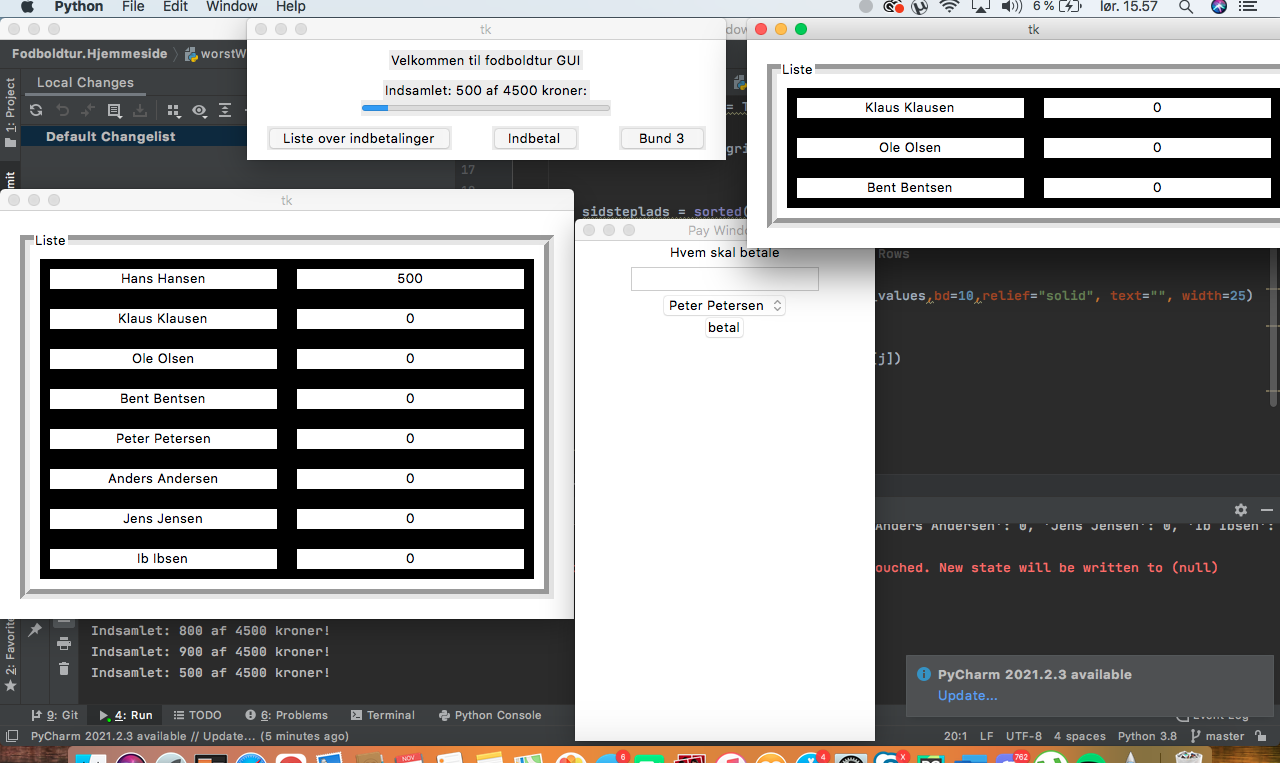 Python File Edit Window Help 6 % lør. 15.57
Fodboldtur.Hjemmeside worstW
Local Changes
1: Project
Default Changelist
tk
Velkommen til fodboldtur GUI
Indsamlet: 500 af 4500 kroner:
Liste over indbetalinger Indbetal Bund 3
tk
Liste
Klaus Klausen 0
Ole Olsen 0
Bent Bentsen 0
17
sidsteplads = sorted(
tk
Liste
Hans Hansen 500
Klaus Klausen 0
Ole Olsen 0
Bent Bentsen 0
Peter Petersen 0
Anders Andersen 0
Jens Jensen 0
Ib Ibsen 0
Pay Windo
Hvem skal betale
Peter Petersen
betal
Rows
_values,bd=10,relief="solid", text="", width=25)
[j])
Anders Andersen': 0, 'Jens Jensen': 0, 'Ib Ibsen':
ouched. New state will be written to (null)
2: Favorite
Indsamlet: 800 af 4500 kroner!
Indsamlet: 900 af 4500 kroner!
Indsamlet: 500 af 4500 kroner!
PyCharm 2021.2.3 available
Update...
9: Git 4: Run TODO 6: Problems Terminal Python Console Event Log
PyCharm 2021.2.3 available // Update... (5 minutes ago) 20:1 LF UTF-8 4 spaces Python 3.8 master
NOV 6 4 X 762